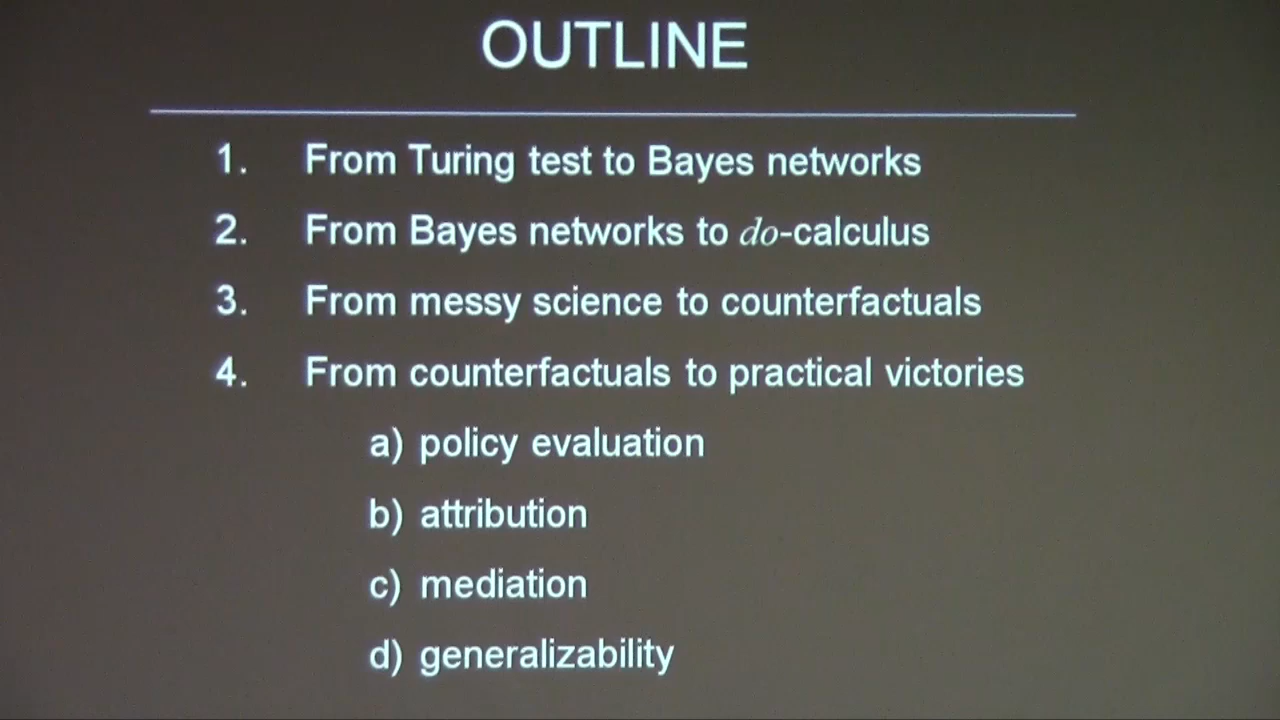 OUTLINE
1. From Turing test to Bayes networks
2. From Bayes networks to do-calculus
3. From messy science to counterfactuals
4. From counterfactuals to practical victories
a) policy evaluation
b) attribution
c) mediation
d) generalizability